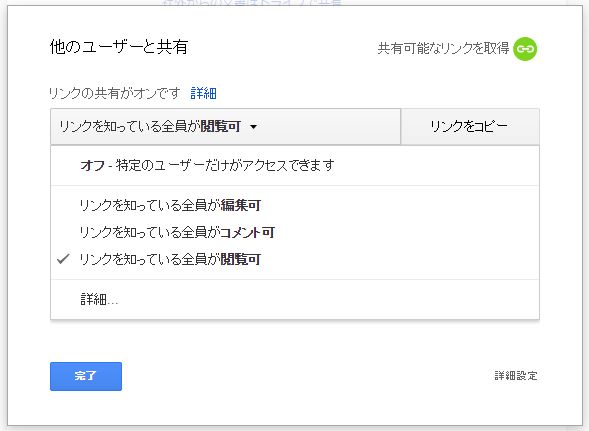 他のユーザーと共有
共有可能なリンクを取得
リンクの共有がオンです 詳細
リンクを知っている全員が閲覧可
リンクをコピー
オフ - 特定のユーザーだけがアクセスできます
リンクを知っている全員が編集可
リンクを知っている全員がコメント可
リンクを知っている全員が閲覧可
詳細...
完了
詳細設定